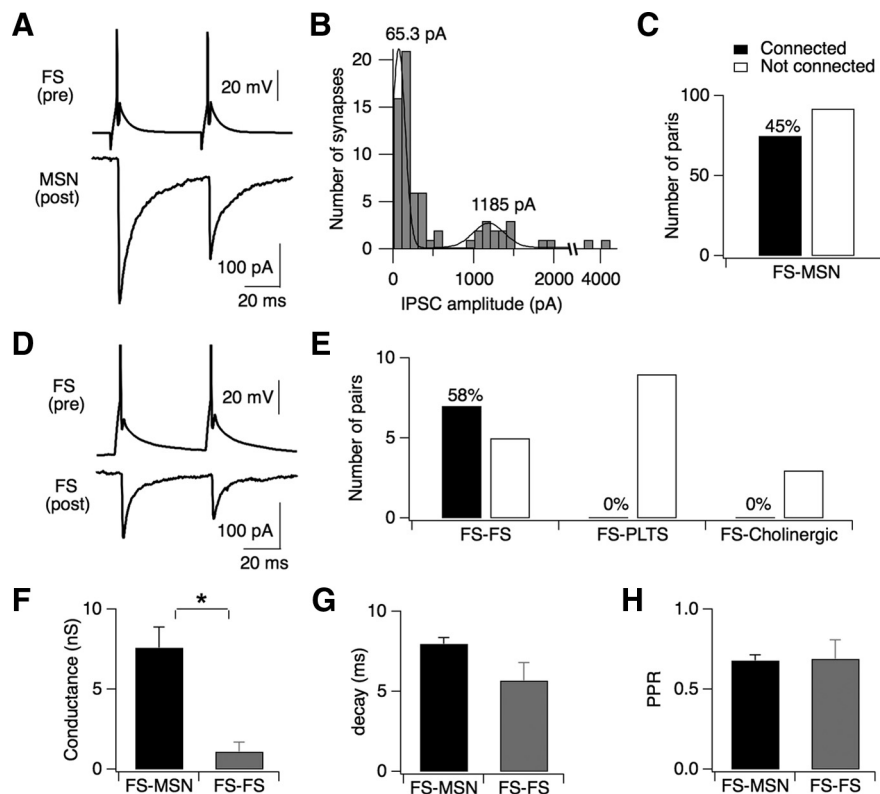 A
FS
(pre)
20 mV
MSN
(post)
100 pA
20 ms
B
65.3 pA
1185 pA
Number of synapses
20
15
10
5
0
0
1000
2000
4000
IPSC amplitude (pA)
C
Connected
Not connected
Number of paris
100
50
0
45%
FS-MSN
D
FS
(pre)
20 mV
FS
(post)
100 pA
20 ms
E
Number of pairs
10
5
0
58%
0%
0%
FS-FS
FS-PLTS
FS-Cholinergic
F
Conductance (nS)
10
5
0
*
FS-MSN
FS-FS
G
decay (ms)
10
5
0
FS-MSN
FS-FS
H
PPR
1.0
0.5
0.0
FS-MSN
FS-FS